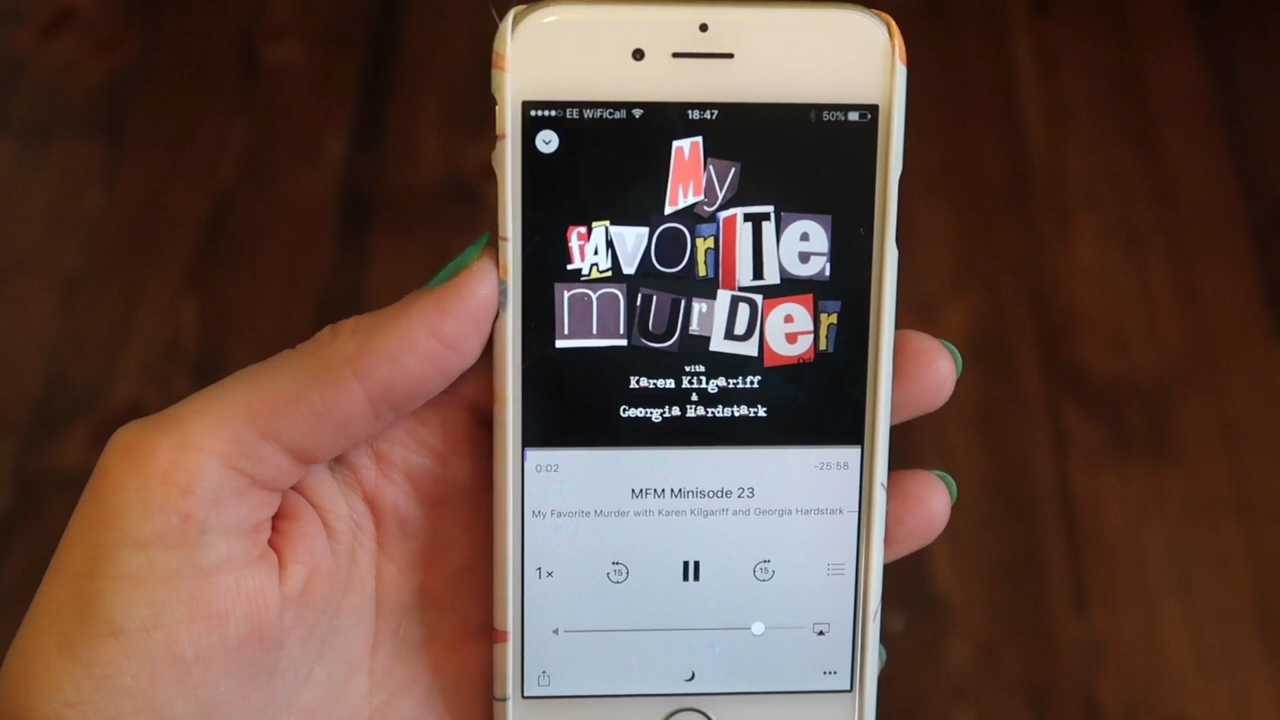 EE WiFiCall 18:47 50%
My
fAvorITe
murDer
with
Karen Kilgariff
&
Georgia Hardstark
0:02 -25:58
MFM Minisode 23
My Favorite Murder with Karen Kilgariff and Georgia Hardstark —
1× 15 15